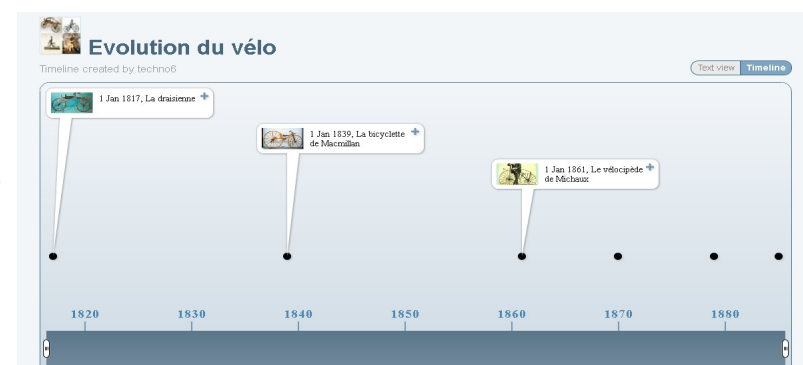 Evolution du vélo
Timeline created by techno6
Text view Timeline
1 Jan 1817, La draisienne
1 Jan 1839, La bicyclette
de Macmillan
1 Jan 1861, Le vélocipède
de Michaux
1820 1830 1840 1850 1860 1870 1880